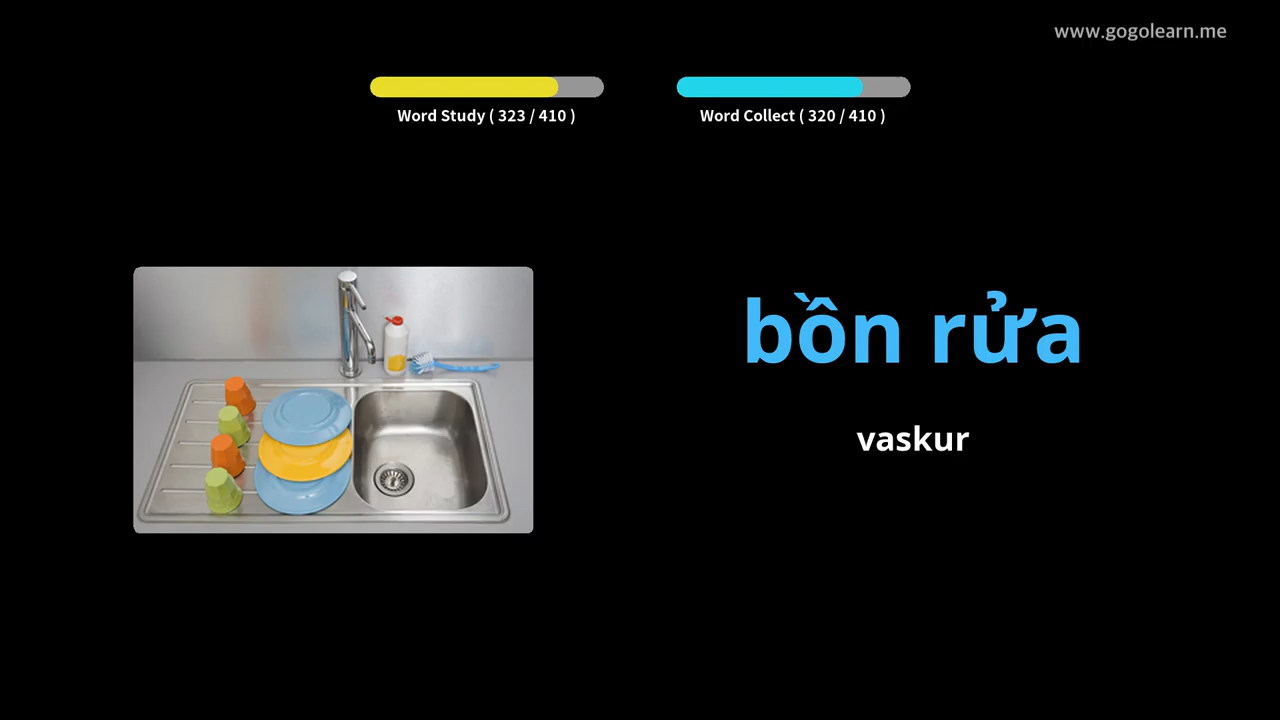 www.gogolearn.me
Word Study ( 323 / 410 )
Word Collect ( 320 / 410 )
bồn rửa
vaskur